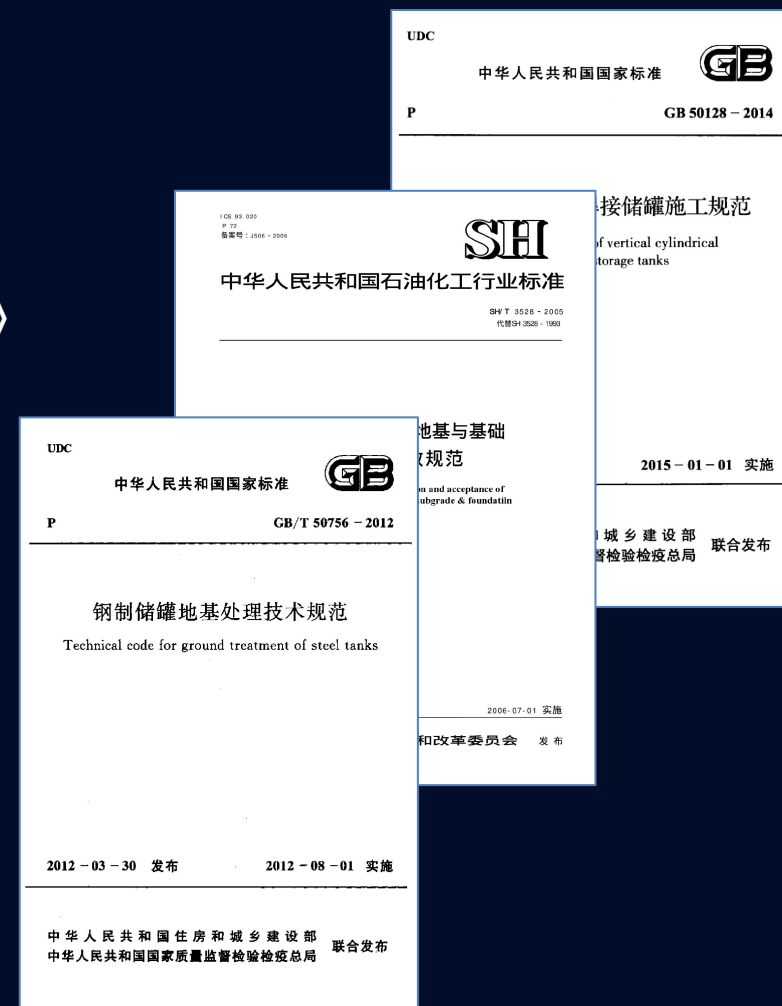 UDC
中华人民共和国国家标准
GB
P
GB 50128－2014
接储罐施工规范
of vertical cylindrical
storage tanks
2015－01－01 实施
城乡建设部
督检验检疫总局
联合发布
ICS 93.020
P 72
备案号：J506－2006
SH
中华人民共和国石油化工行业标准
SH/T 3528－2005
代替SH 3528－1993
地基与基础
规范
on and acceptance of
subgrade & foundatiln
2006-07-01 实施
和改革委员会 发布
UDC
中华人民共和国国家标准
GB
P
GB/T 50756－2012
钢制储罐地基处理技术规范
Technical code for ground treatment of steel tanks
2012－03－30 发布
2012－08－01 实施
中华人民共和国住房和城乡建设部
中华人民共和国国家质量监督检验检疫总局
联合发布